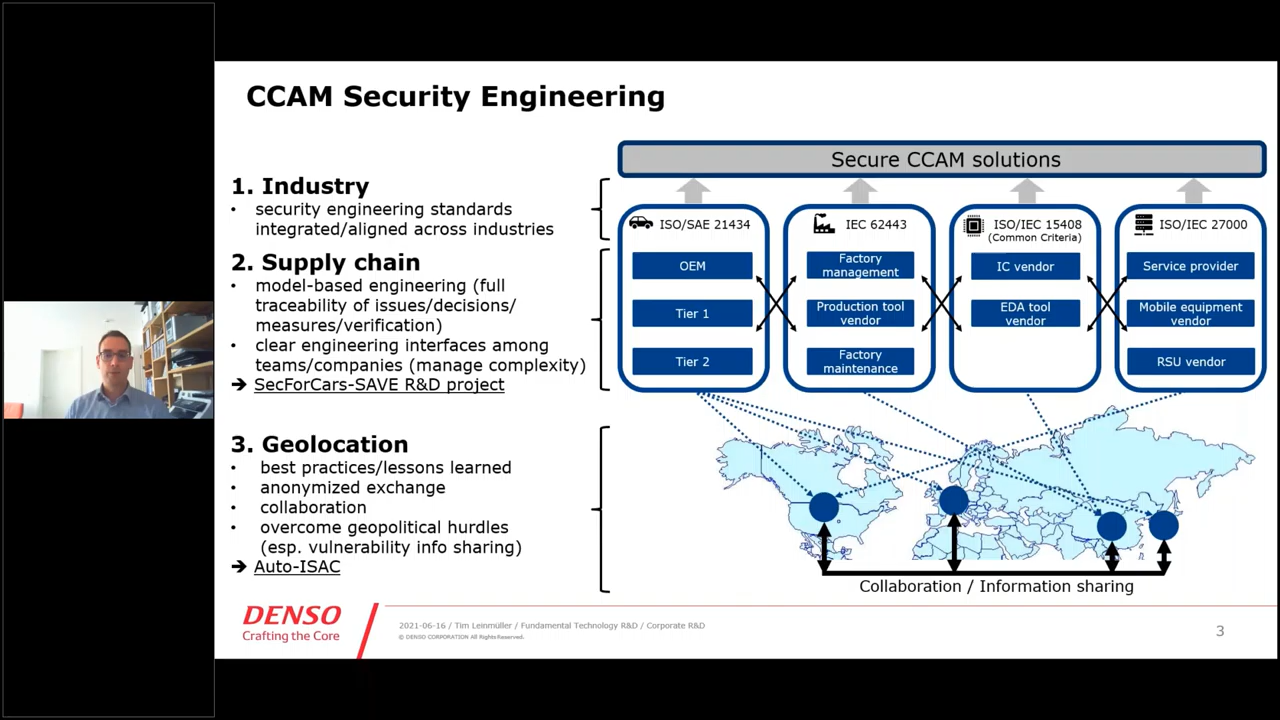 CCAM Security Engineering
1. Industry
• security engineering standards
integrated/aligned across industries
2. Supply chain
• model-based engineering (full
traceability of issues/decisions/
measures/verification)
• clear engineering interfaces among
teams/companies (manage complexity)
➔ SecForCars-SAVE R&D project
3. Geolocation
• best practices/lessons learned
• anonymized exchange
• collaboration
• overcome geopolitical hurdles
(esp. vulnerability info sharing)
➔ Auto-ISAC
Secure CCAM solutions
ISO/SAE 21434
OEM
Tier 1
Tier 2
IEC 62443
Factory
management
Production tool
vendor
Factory
maintenance
ISO/IEC 15408
(Common Criteria)
IC vendor
EDA tool
vendor
ISO/IEC 27000
Service provider
Mobile equipment
vendor
RSU vendor
Collaboration / Information sharing
DENSO
Crafting the Core
2021-06-16 / Tim Leinmüller / Fundamental Technology R&D / Corporate R&D
© DENSO CORPORATION All Rights Reserved.
3